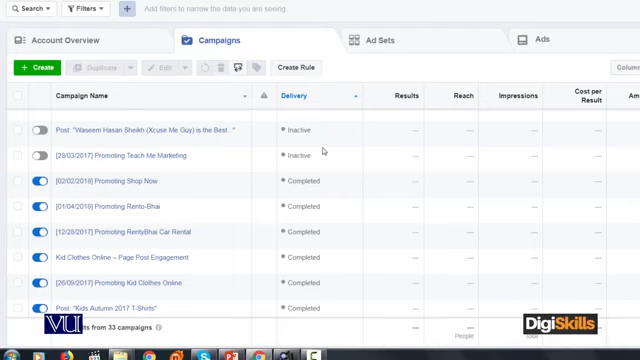 Search Filters + Add filters to narrow the data you are seeing
Account Overview Campaigns Ad Sets Ads
+ Create Duplicate Edit Create Rule
Campaign Name Delivery Results Reach Impressions Cost per Result
Post: "Waseem Hasan Sheikh (Xcuse Me Guy) is the Best..." Inactive — — — —
[28/03/2017] Promoting Teach Me Marketing Inactive — — — —
[02/02/2018] Promoting Shop Now Completed — — — —
[01/04/2018] Promoting Rento-Bhai Completed — — — —
[12/28/2017] Promoting RentyBhai Car Rental Completed — — — —
Kid Clothes Online – Page Post Engagement Completed — — — —
[26/09/2017] Promoting Kid Clothes Online Completed — — — —
Post: "Kids Autumn 2017 T-Shirts" Completed — — — —
VU ts from 33 campaigns — — — —
People
DigiSkills